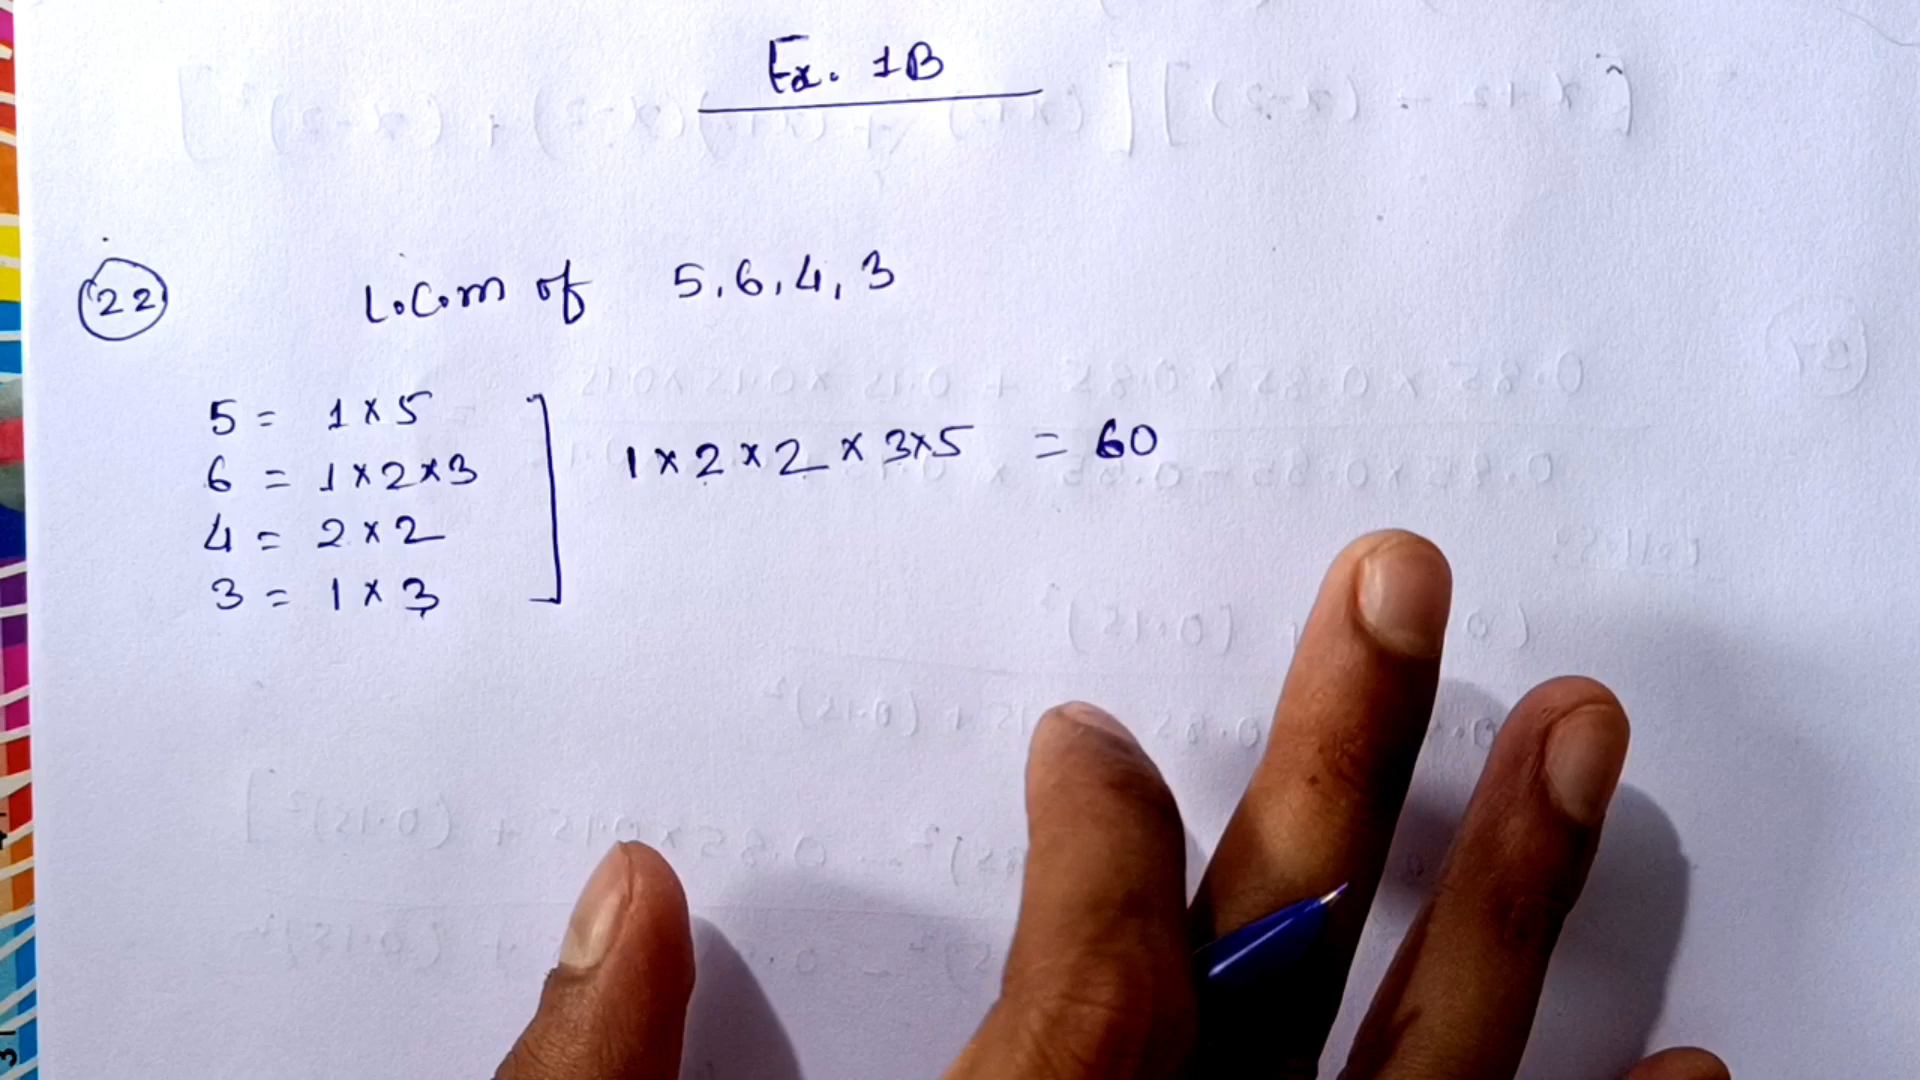 Ex. 1B
22
L.C.m of 5, 6, 4, 3
5 = 1 x 5
6 = 1 x 2 x 3
4 = 2 x 2
3 = 1 x 3
1 x 2 x 2 x 3 x 5 = 60